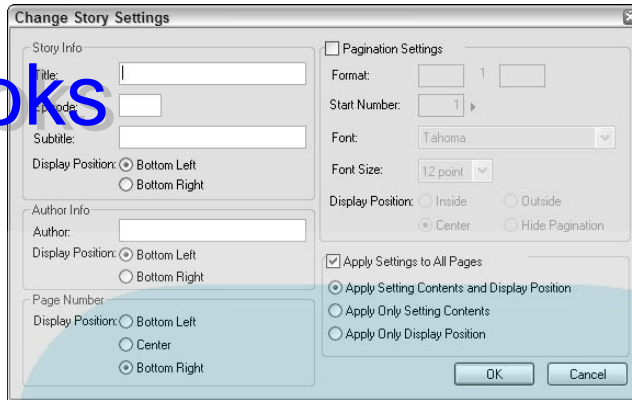 Change Story Settings
Story Info
Title:
Subtitle:
Display Position: Bottom Left
Bottom Right
Author Info
Author:
Display Position: Bottom Left
Bottom Right
Page Number
Display Position: Bottom Left
Center
Bottom Right
Pagination Settings
Format: 1
Start Number: 1
Font: Tahoma
Font Size: 12 point
Display Position: Inside Outside
Center Hide Pagination
Apply Settings to All Pages
Apply Setting Contents and Display Position
Apply Only Setting Contents
Apply Only Display Position
OK Cancel